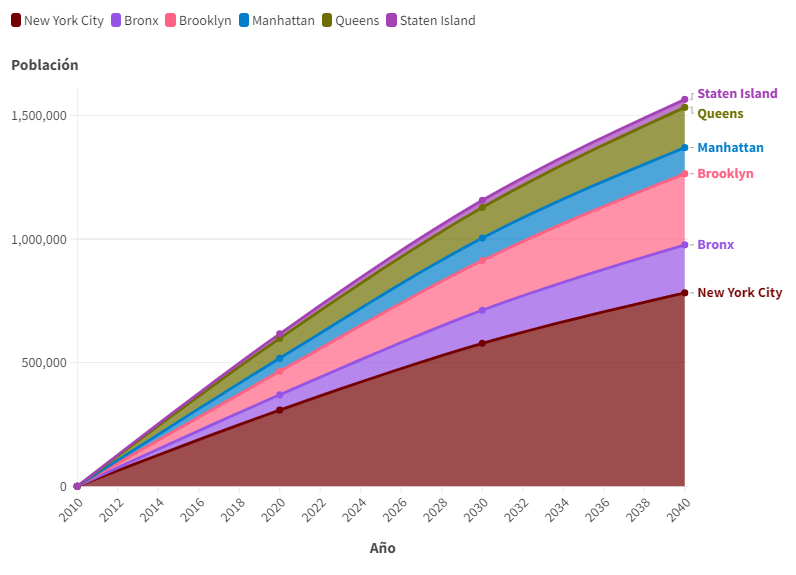 New York City Bronx Brooklyn Manhattan Queens Staten Island
Población
1,500,000
1,000,000
500,000
0
Staten Island
Queens
Manhattan
Brooklyn
Bronx
New York City
2010 2012 2014 2016 2018 2020 2022 2024 2026 2028 2030 2032 2034 2036 2038 2040
Año